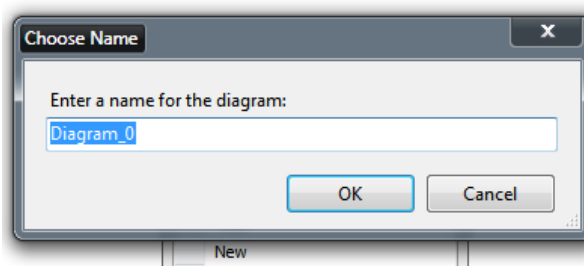 Choose Name
x
Enter a name for the diagram:
Diagram_0
OK
Cancel
New